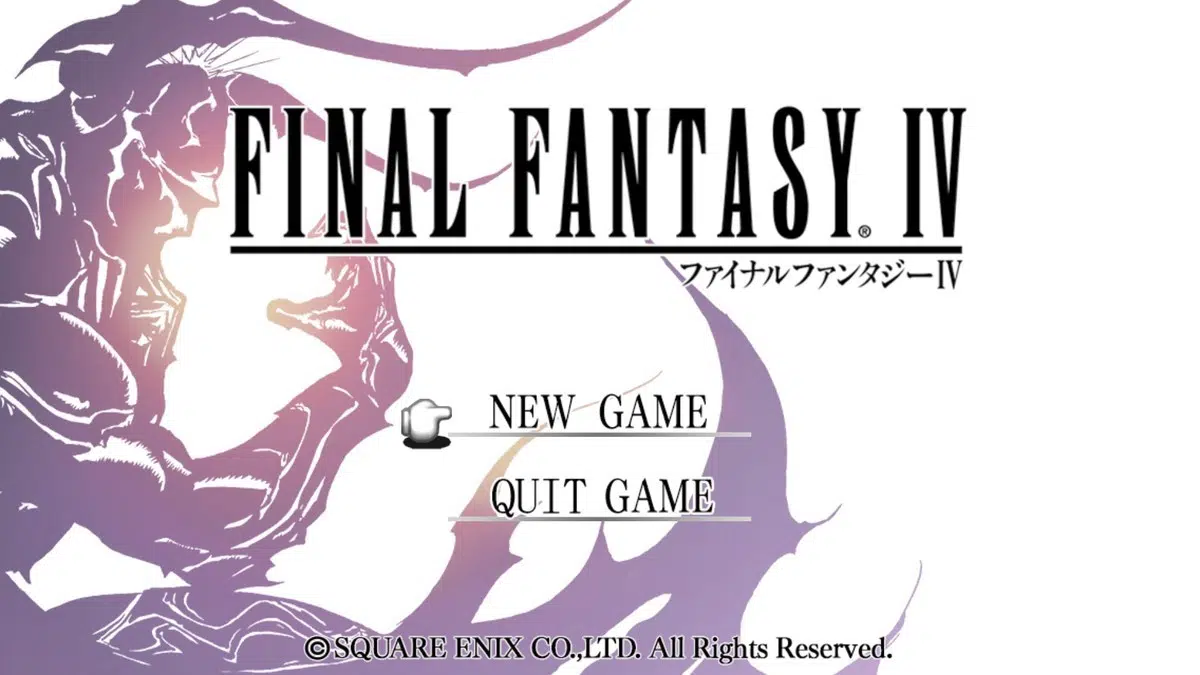 FINAL FANTASY® IV
ファイナルファンタジーIV
NEW GAME
QUIT GAME
© SQUARE ENIX CO.,LTD. All Rights Reserved.